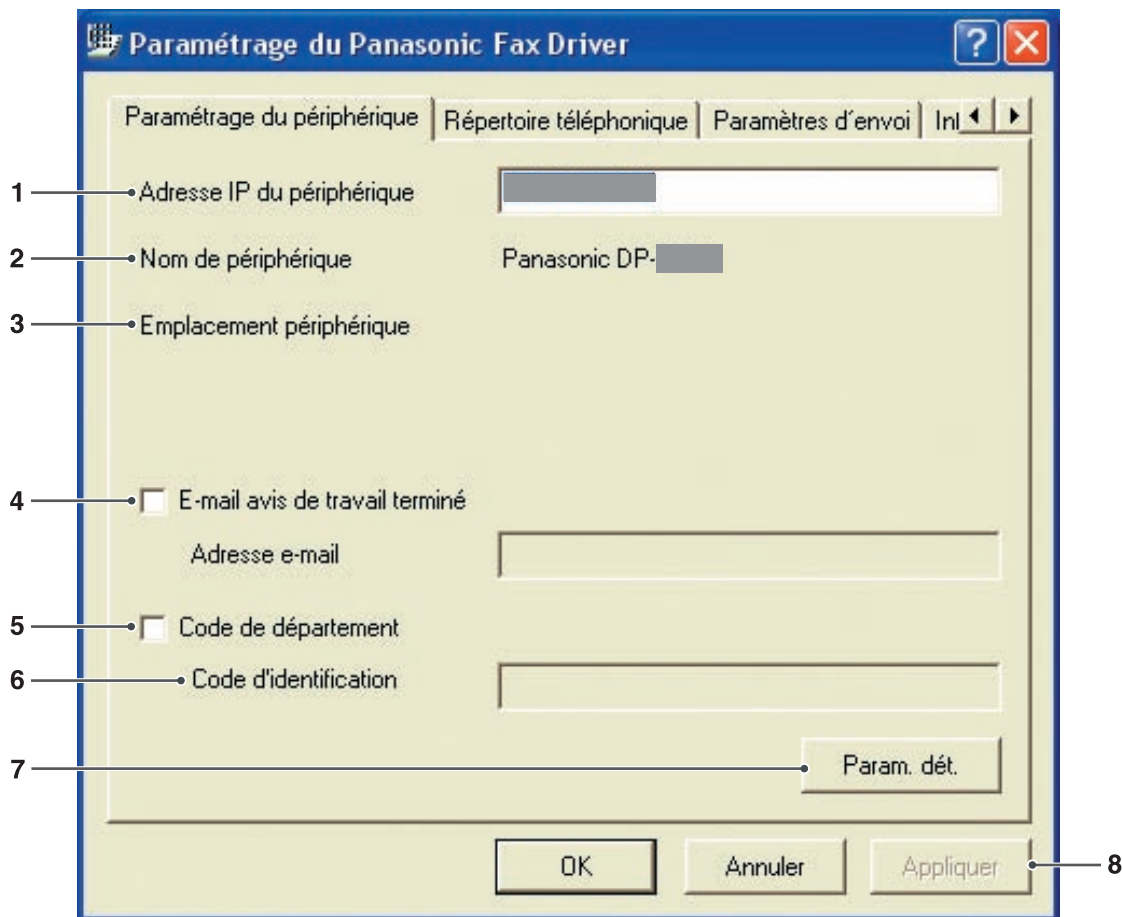 Paramétrage du Panasonic Fax Driver
Paramétrage du périphérique Répertoire téléphonique Paramètres d'envoi
1 Adresse IP du périphérique
2 Nom de périphérique Panasonic DP-
3 Emplacement périphérique
4 E-mail avis de travail terminé
Adresse e-mail
5 Code de département
6 Code d'identification
7 Param. dét.
OK Annuler Appliquer 8